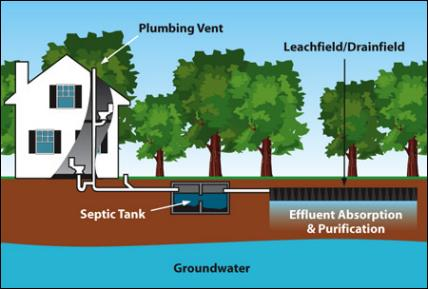 Plumbing Vent
Leachfield/Drainfield
Septic Tank
Effluent Absorption
& Purification
Groundwater